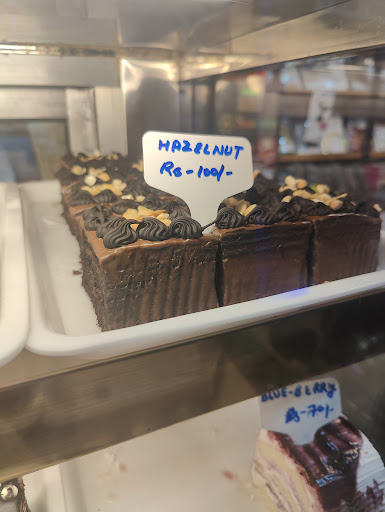 HAZELNUT
Rs-100/-
BLUE-BERRY
Rs-70/-